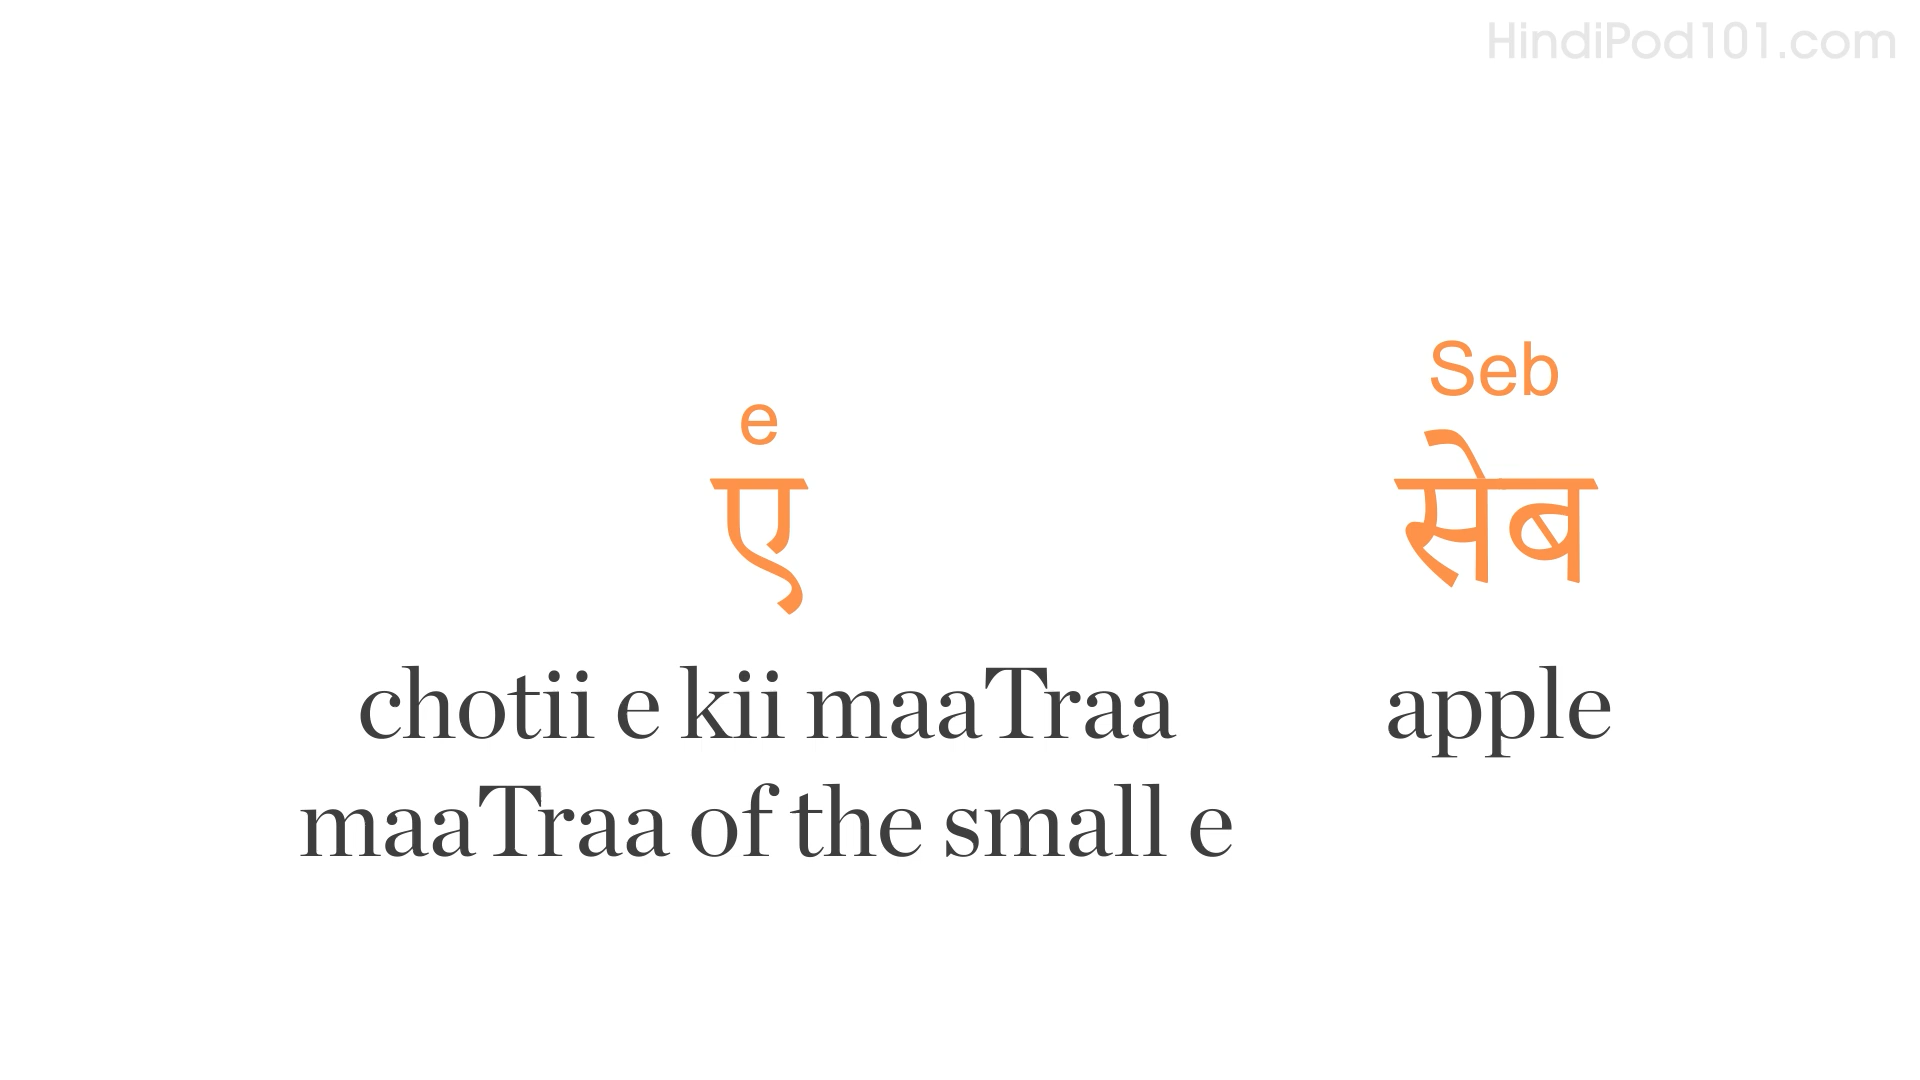 HindiPod101.com
e
ए
chotii e kii maaTraa
maaTraa of the small e
Seb
सेब
apple